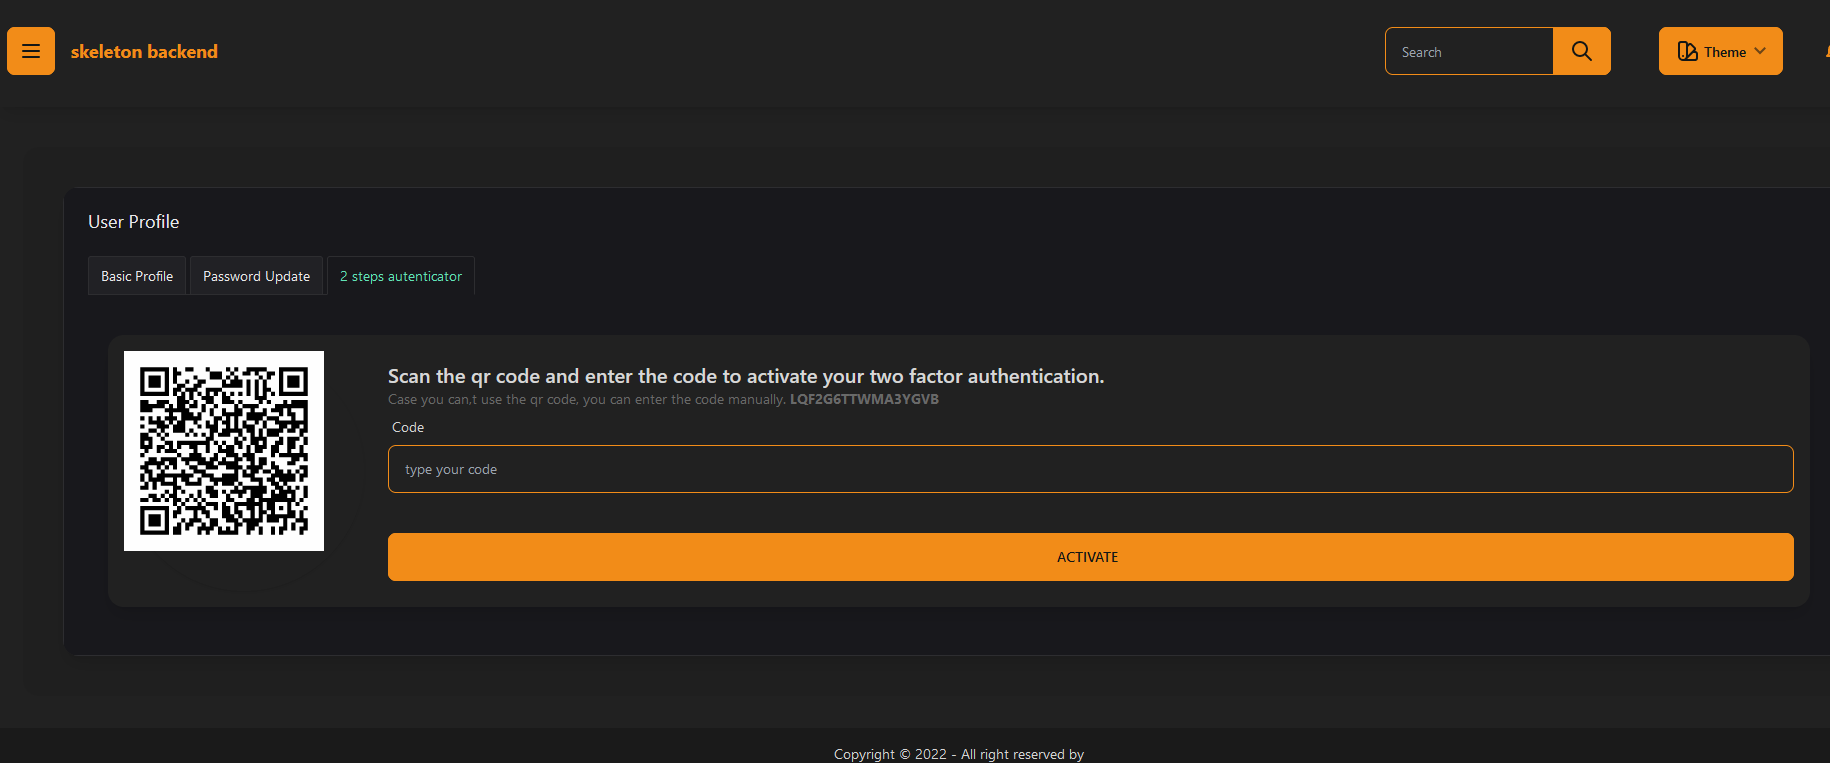 skeleton backend
Search
Theme
User Profile
Basic Profile
Password Update
2 steps autenticator
Scan the qr code and enter the code to activate your two factor authentication.
Case you can,t use the qr code, you can enter the code manually. LQF2G6TTWMA3YGVB
Code
type your code
ACTIVATE
Copyright © 2022 - All right reserved by